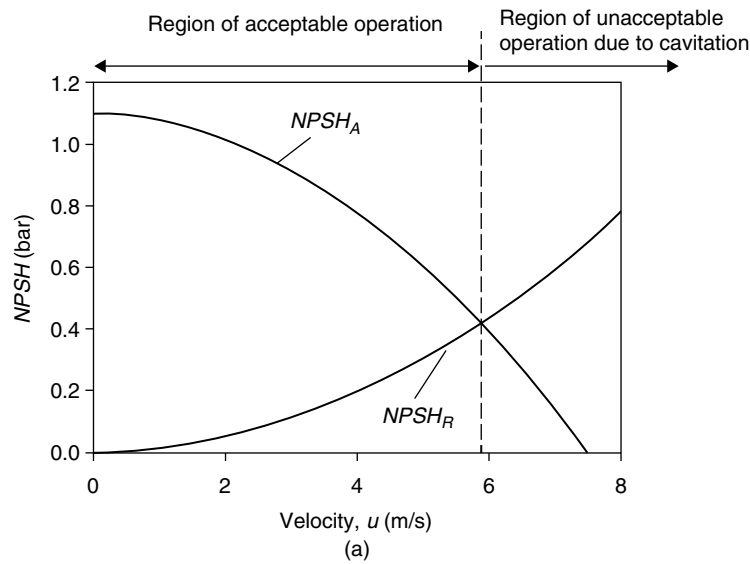 Region of acceptable operation
Region of unacceptable
operation due to cavitation
1.2
1.0
0.8
0.6
0.4
0.2
0.0
NPSH (bar)
NPSH_A
NPSH_R
0 2 4 6 8
Velocity, u (m/s)
(a)